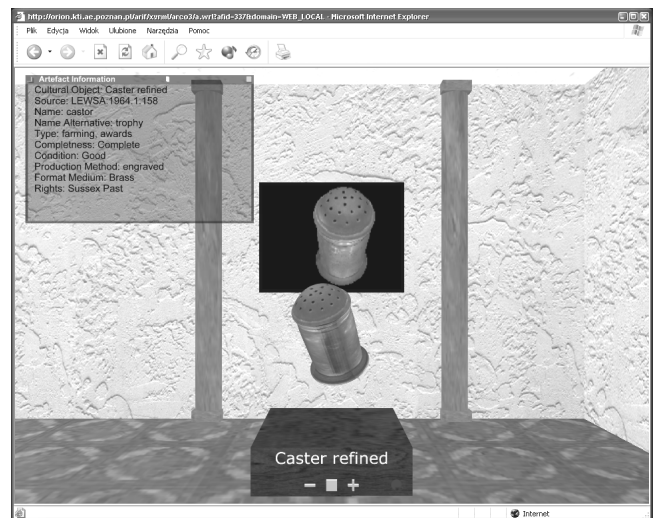 http://orion.kti.ae.poznan.pl/arif/xvrml/arco3/a.wrl?afid=337&domain=WEB_LOCAL - Microsoft Internet Explorer
Plik Edycja Widok Ulubione Narzędzia Pomoc
Artefact Information
Cultural Object: Caster refined
Source: LEWSA:1964.1.158
Name: castor
Name Alternative: trophy
Type: farming, awards
Completness: Complete
Condition: Good
Production Method: engraved
Format Medium: Brass
Rights: Sussex Past
Caster refined
Internet